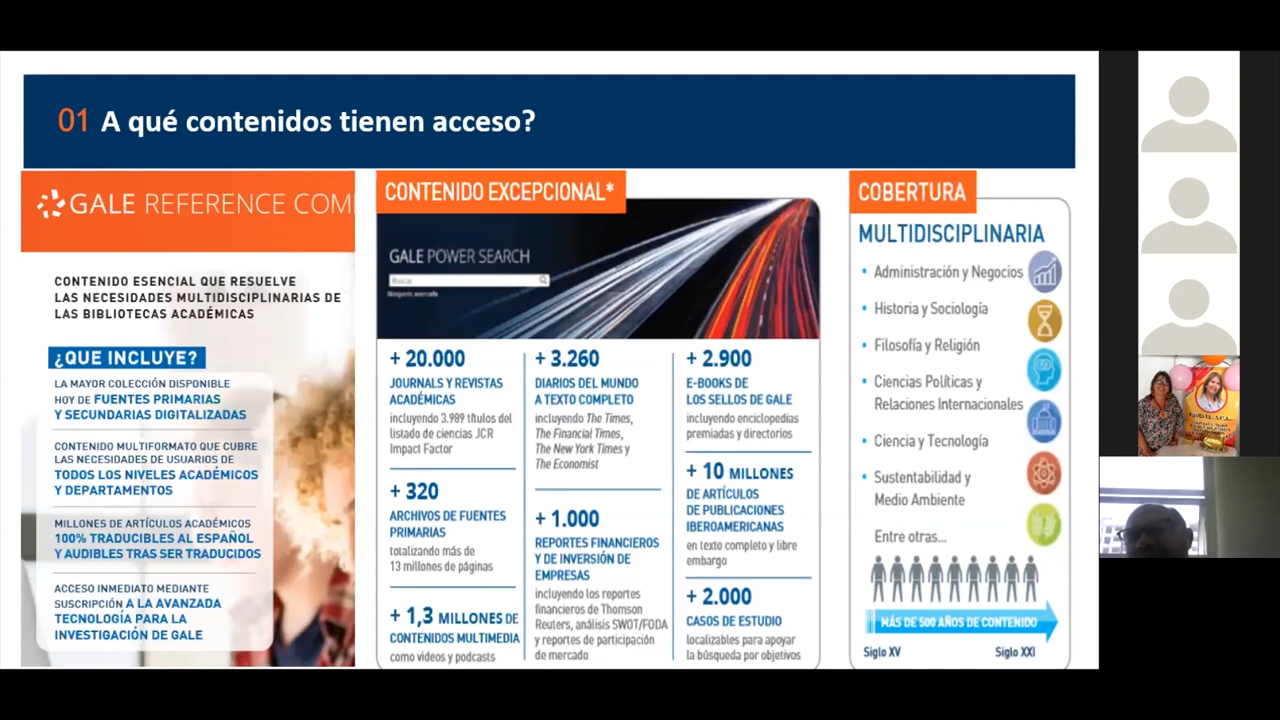 01 A qué contenidos tienen acceso?
GALE REFERENCE COM
CONTENIDO ESENCIAL QUE RESUELVE
LAS NECESIDADES MULTIDISCIPLINARIAS DE
LAS BIBLIOTECAS ACADÉMICAS
¿QUE INCLUYE?
LA MAYOR COLECCIÓN DISPONIBLE
HOY DE FUENTES PRIMARIAS
Y SECUNDARIAS DIGITALIZADAS
CONTENIDO MULTIFORMATO QUE CUBRE
LAS NECESIDADES DE USUARIOS DE
TODOS LOS NIVELES ACADÉMICOS
Y DEPARTAMENTOS
MILLONES DE ARTÍCULOS ACADÉMICOS
100% TRADUCIBLES AL ESPAÑOL
Y AUDIBLES TRAS SER TRADUCIDOS
ACCESO INMEDIATO MEDIANTE
SUSCRIPCIÓN A LA AVANZADA
TECNOLOGÍA PARA LA
INVESTIGACIÓN DE GALE
CONTENIDO EXCEPCIONAL*
GALE POWER SEARCH
Buscar
Búsqueda avanzada
+ 20.000
JOURNALS Y REVISTAS
ACADÉMICAS
incluyendo 3.989 títulos del
listado de ciencias JCR
Impact Factor
+ 320
ARCHIVOS DE FUENTES
PRIMARIAS
totalizando más de
13 millones de páginas
+ 1,3 MILLONES DE
CONTENIDOS MULTIMEDIA
como videos y podcasts
+ 3.260
DIARIOS DEL MUNDO
A TEXTO COMPLETO
incluyendo The Times,
The Financial Times,
The New York Times y
The Economist
+ 1.000
REPORTES FINANCIEROS
Y DE INVERSIÓN DE
EMPRESAS
incluyendo los reportes
financieros de Thomson
Reuters, análisis SWOT/FODA
y reportes de participación
de mercado
+ 2.900
E-BOOKS DE
LOS SELLOS DE GALE
incluyendo enciclopedias
premiadas y directorios
+ 10 MILLONES
DE ARTÍCULOS
DE PUBLICACIONES
IBEROAMERICANAS
en texto completo y libre
embargo
+ 2.000
CASOS DE ESTUDIO
localizables para apoyar
la búsqueda por objetivos
COBERTURA
MULTIDISCIPLINARIA
• Administración y Negocios
• Historia y Sociología
• Filosofía y Religión
• Ciencias Políticas y
Relaciones Internacionales
• Ciencia y Tecnología
• Sustentabilidad y
Medio Ambiente
Entre otras...
MÁS DE 500 AÑOS DE CONTENIDO
Siglo XV
Siglo XXI